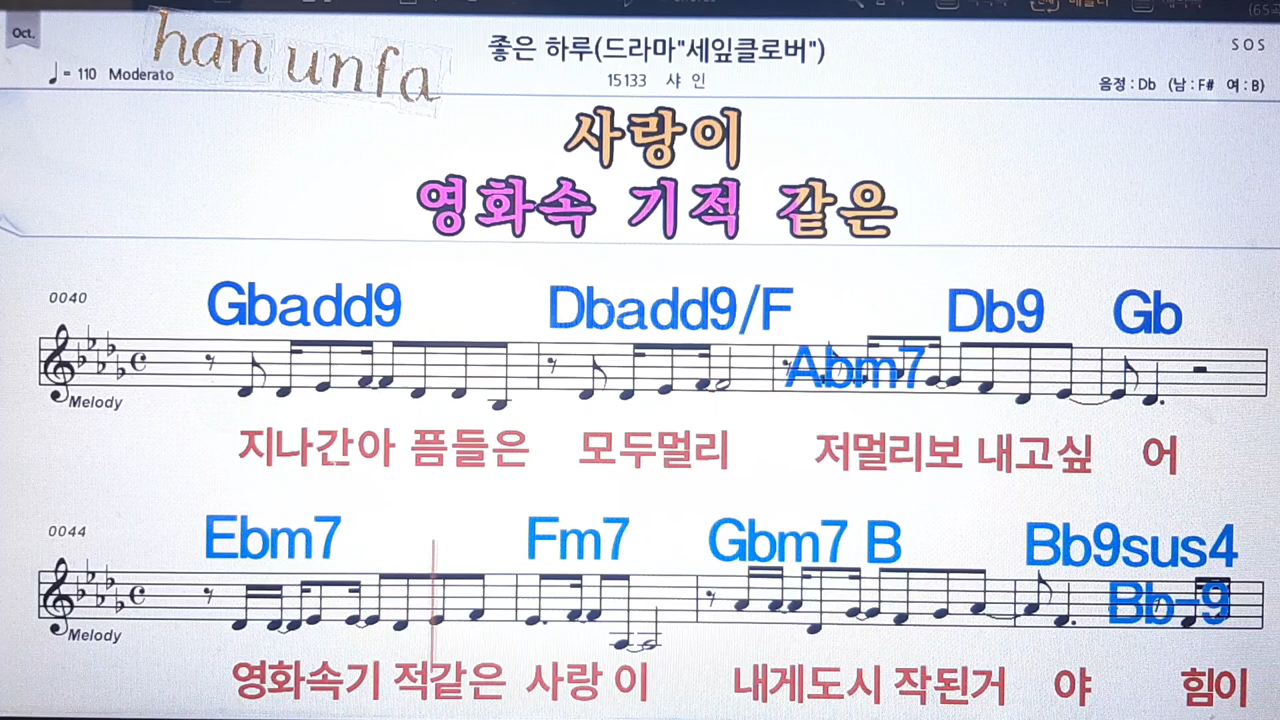 Oct.
han unfa
좋은 하루(드라마"세잎클로버")
SOS
♩= 110 Moderato
15133 샤 인
음정 : Db (남 : F# 여 : B)
사랑이
영화속 기적 같은
0040
Gbadd9 Dbadd9/F Abm7 Db9 Gb
Melody
지나간아 픔들은 모두멀리 저멀리보 내고싶 어
0044
Ebm7 Fm7 Gbm7 B Bb9sus4 Bb-9
Melody
영화속기 적같은 사랑 이 내게도시 작된거 야 힘이